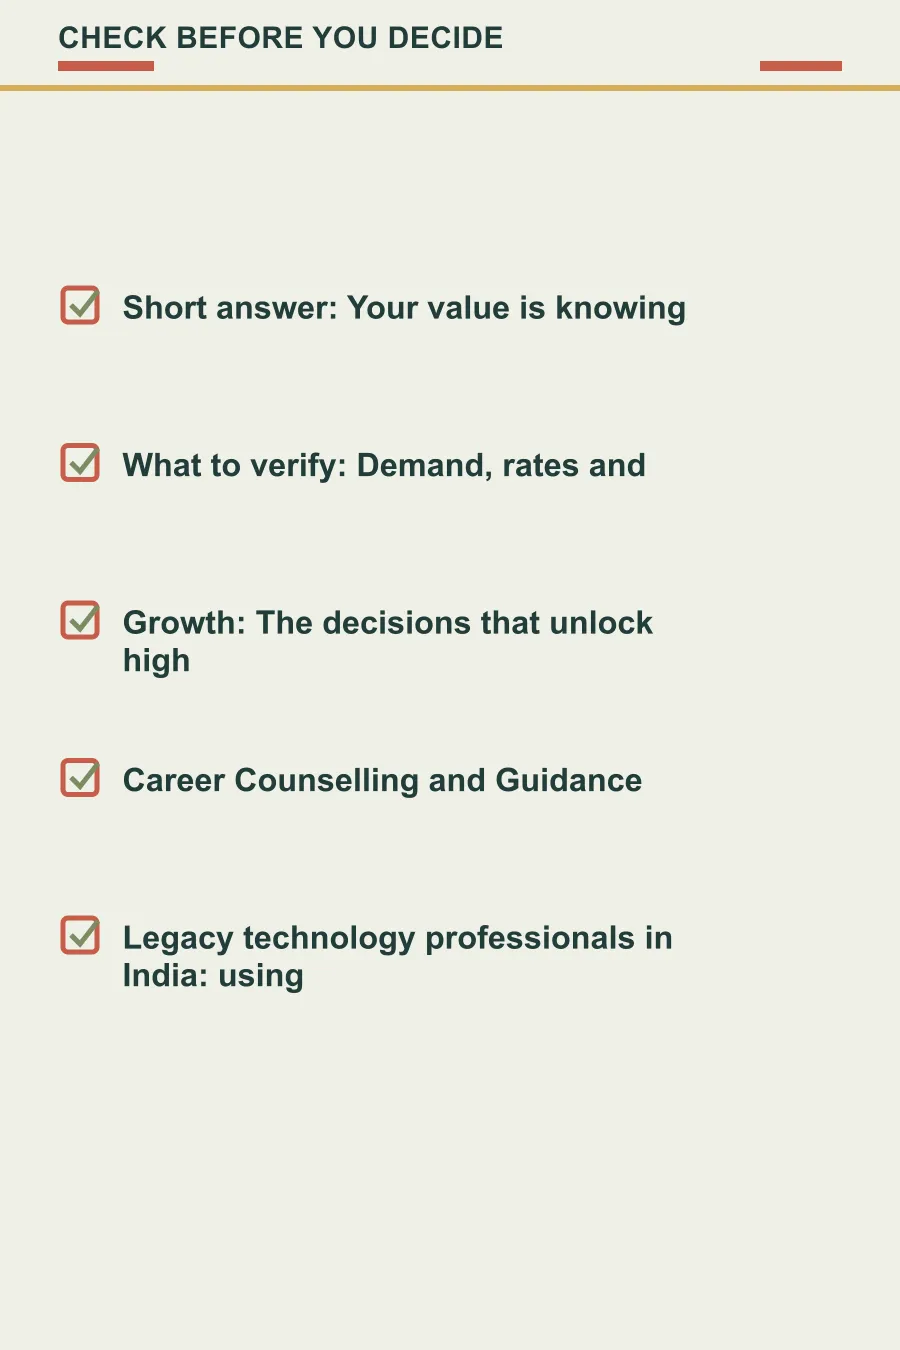 CHECK BEFORE YOU DECIDE
Short answer: Your value is knowing
What to verify: Demand, rates and
Growth: The decisions that unlock
high
Career Counselling and Guidance
Legacy technology professionals in
India: using